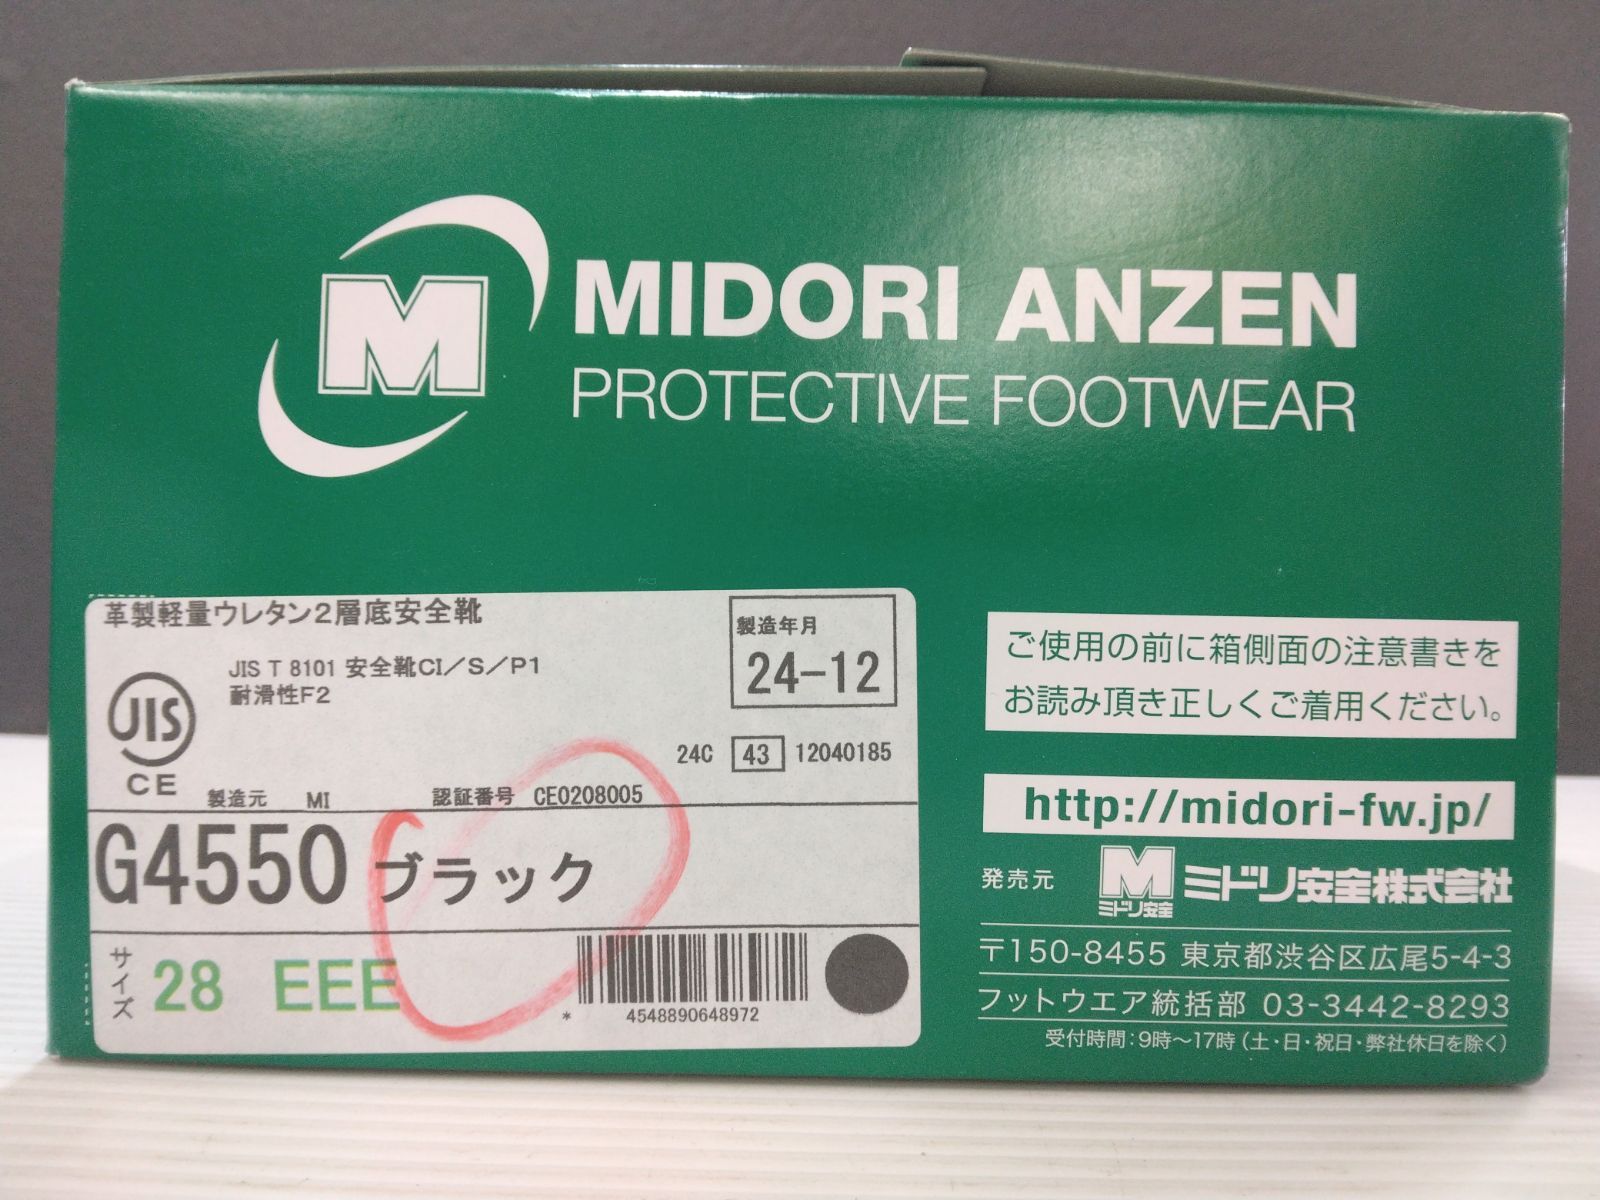 M
MIDORI ANZEN
PROTECTIVE FOOTWEAR
革製軽量ウレタン2層底安全靴
JIS T 8101 安全靴CI/S/P1
耐滑性F2
JIS
CE
製造年月
24-12
24C 43 12040185
製造元 MI 認証番号 CE0208005
G4550 ブラック
サイズ 28 EEE
* 4548890648972
ご使用の前に箱側面の注意書きを
お読み頂き正しくご着用ください。
http://midori-fw.jp/
発売元 M ミドリ安全 ミドリ安全株式会社
〒150-8455 東京都渋谷区広尾5-4-3
フットウエア統括部 03-3442-8293
受付時間:9時~17時(土・日・祝日・弊社休日を除く)